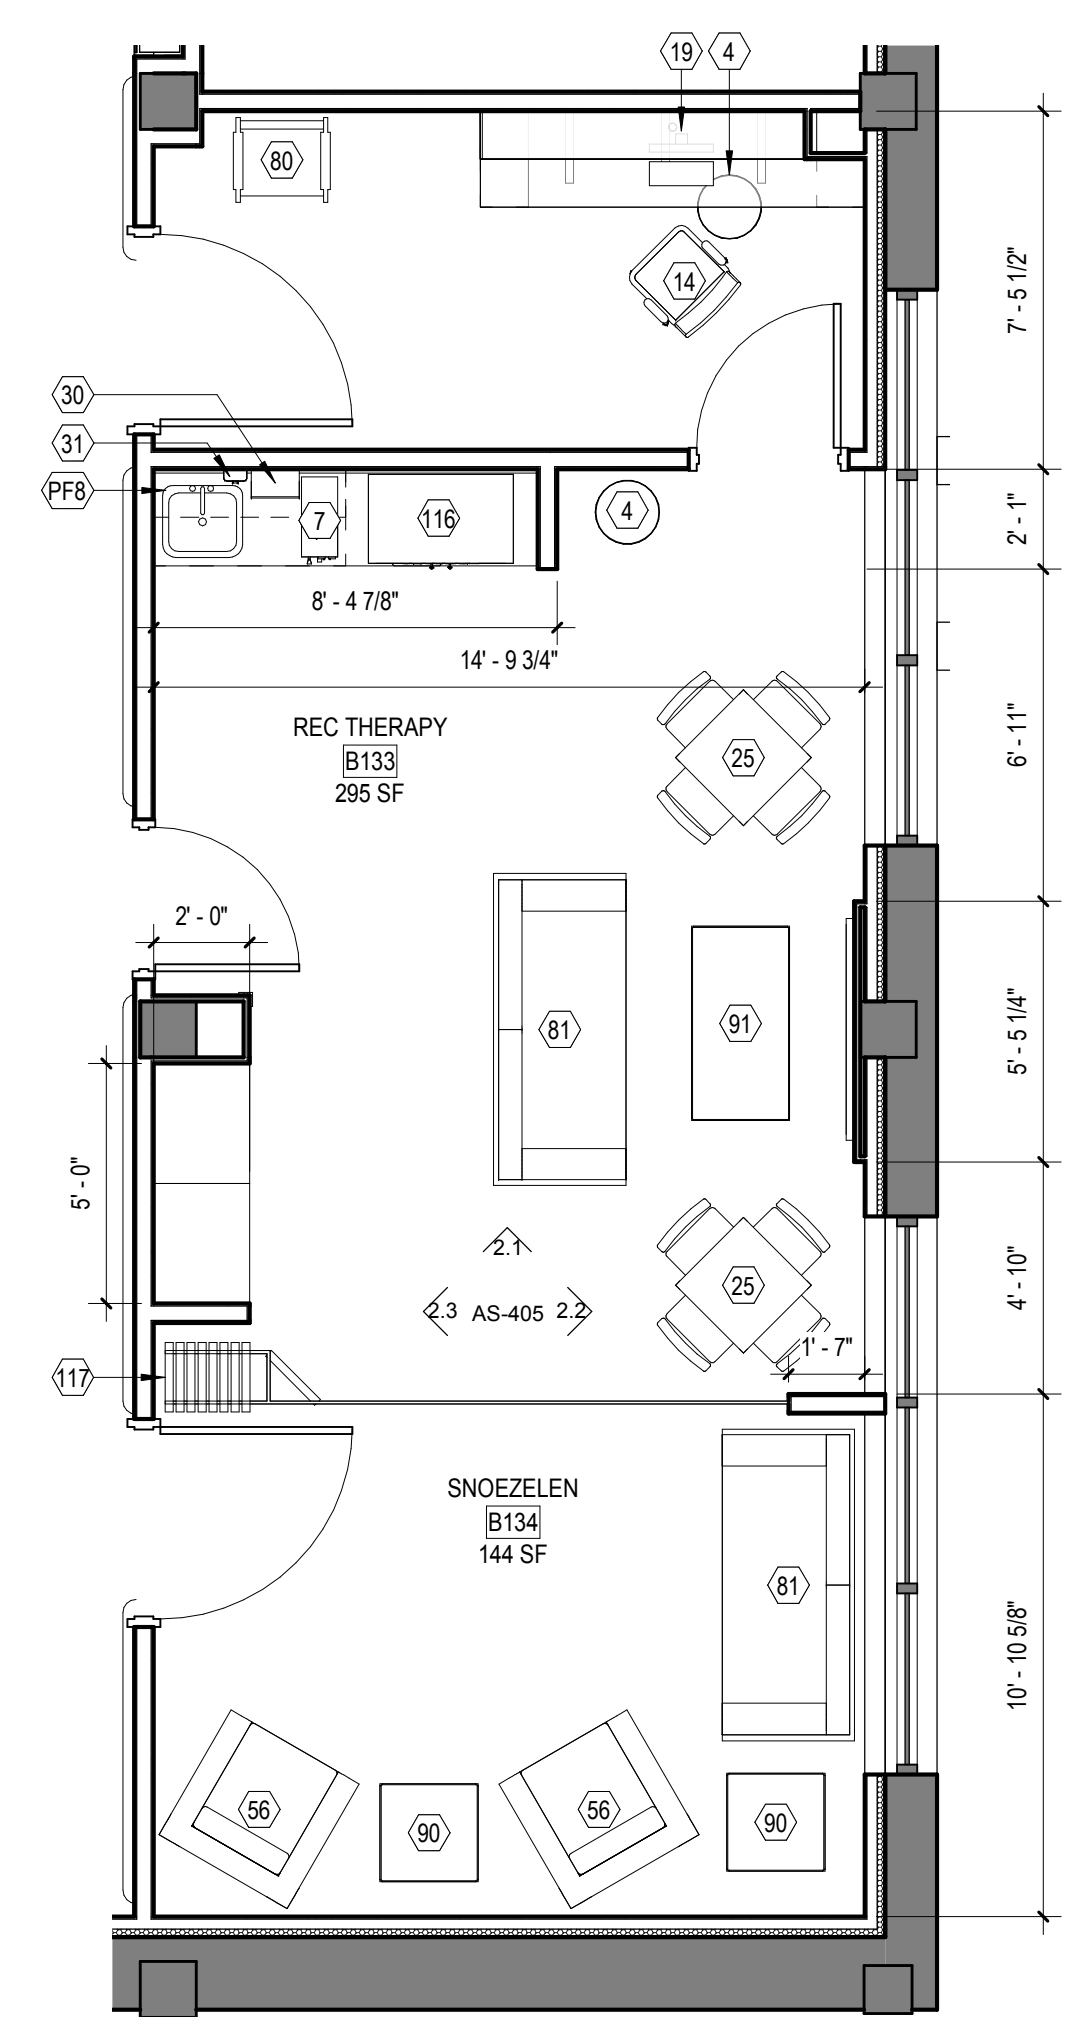 19
4
80
7' - 5 1/2"
14
30
31
PF8
7
116
4
2' - 1"
8' - 4 7/8"
14' - 9 3/4"
6' - 11"
REC THERAPY
B133
295 SF
25
2' - 0"
81
91
5' - 5 1/4"
5' - 0"
2.1
2.3
AS-405
2.2
25
4' - 10"
1' - 7"
117
SNOEZELEN
B134
144 SF
81
10' - 10 5/8"
56
90
56
90